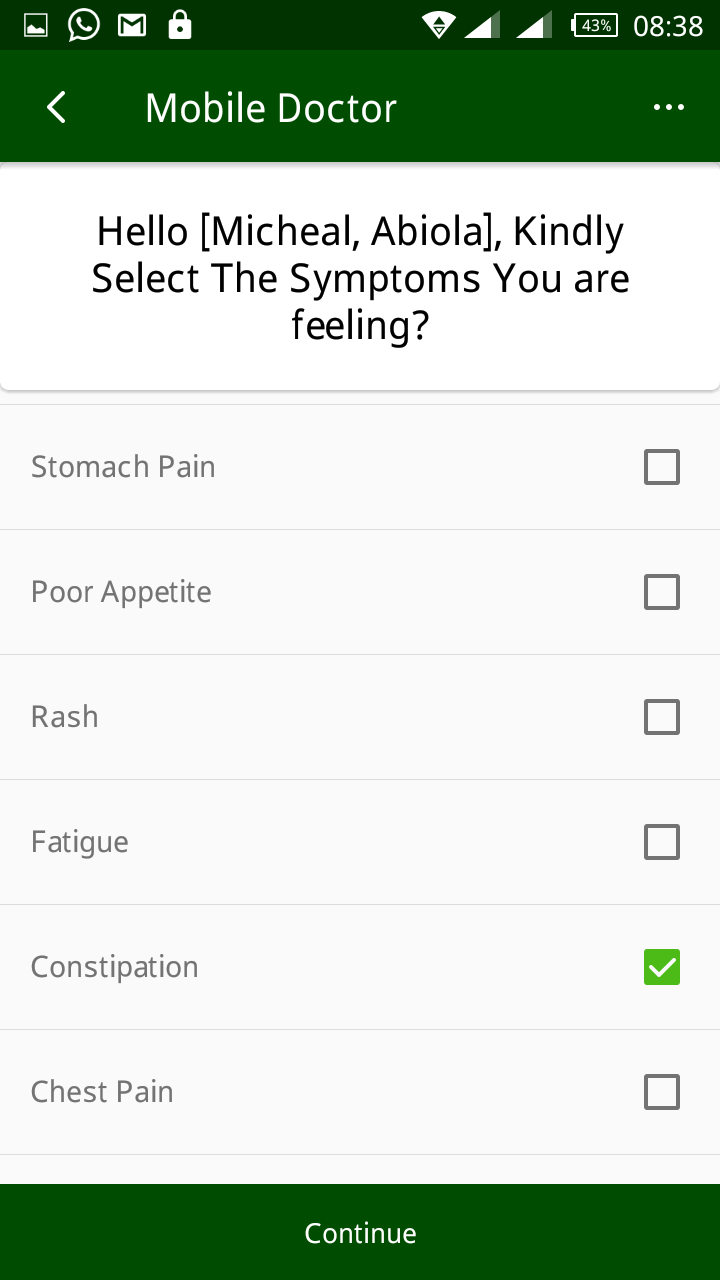 43% 08:38
Mobile Doctor
Hello [Micheal, Abiola], Kindly
Select The Symptoms You are
feeling?
Stomach Pain
Poor Appetite
Rash
Fatigue
Constipation
Chest Pain
Continue